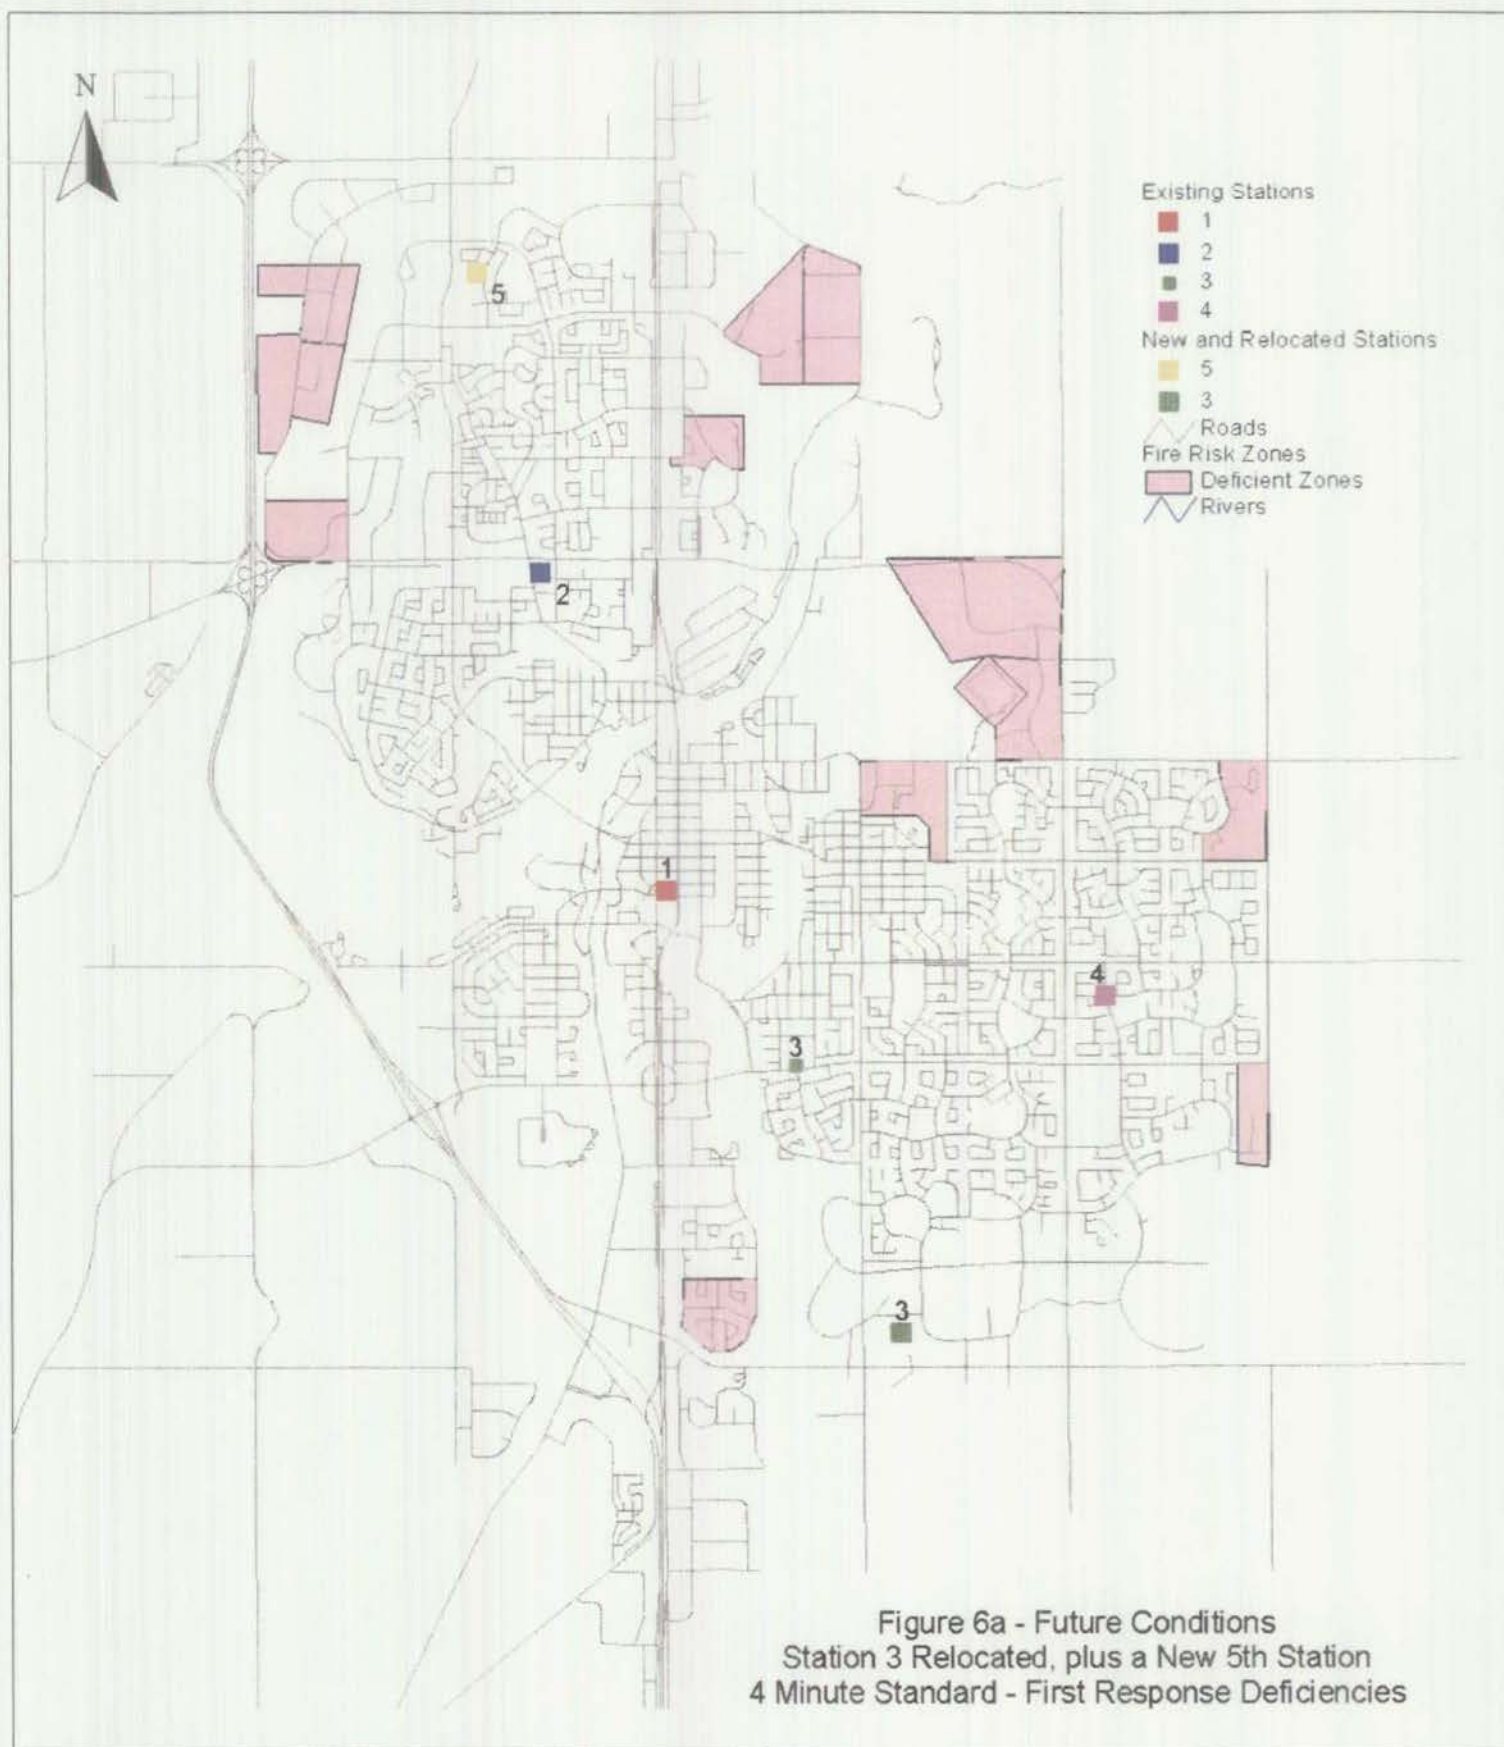 N
Existing Stations
1
2
3
4
New and Relocated Stations
5
3
Roads
Fire Risk Zones
Deficient Zones
Rivers
5
2
1
4
3
3
Figure 6a - Future Conditions
Station 3 Relocated, plus a New 5th Station
4 Minute Standard - First Response Deficiencies